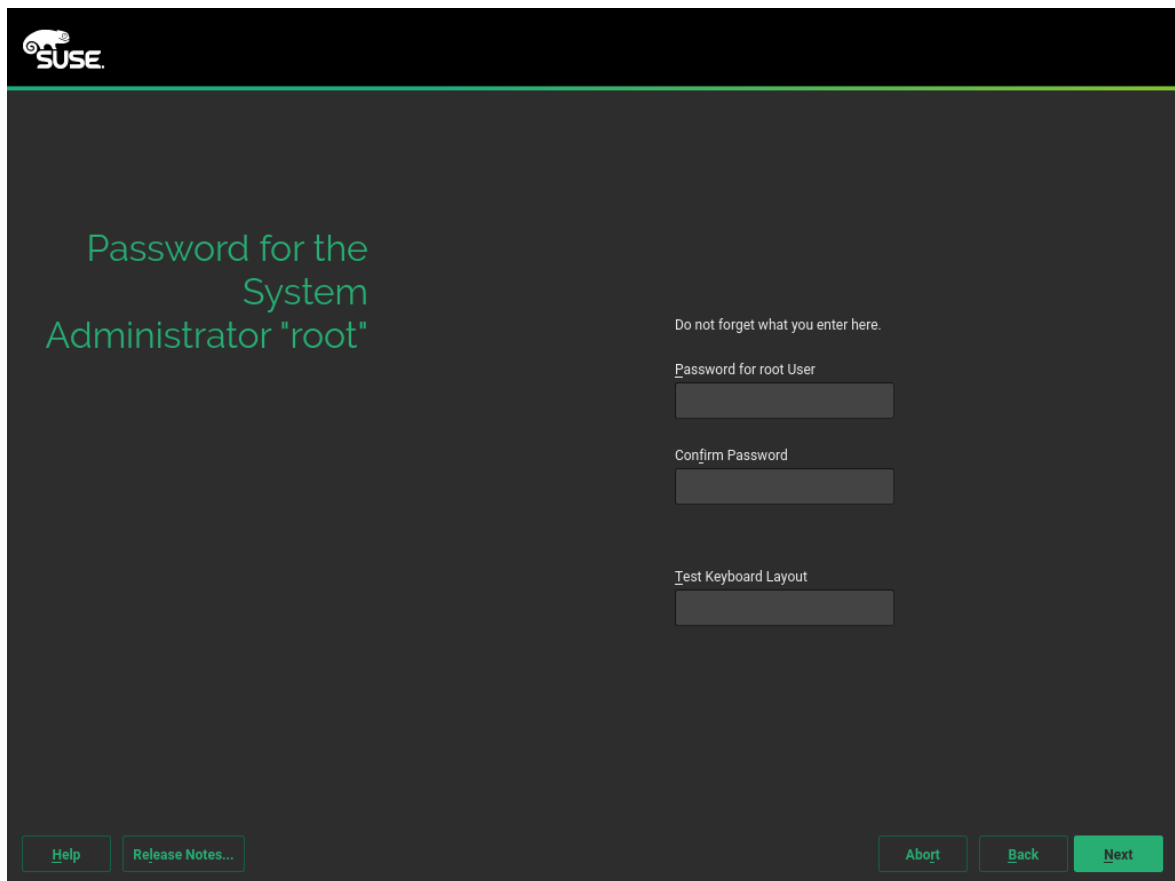 SUSE.
Password for the
System
Administrator "root"
Do not forget what you enter here.
Password for root User
Confirm Password
Test Keyboard Layout
Help
Release Notes...
Abort
Back
Next